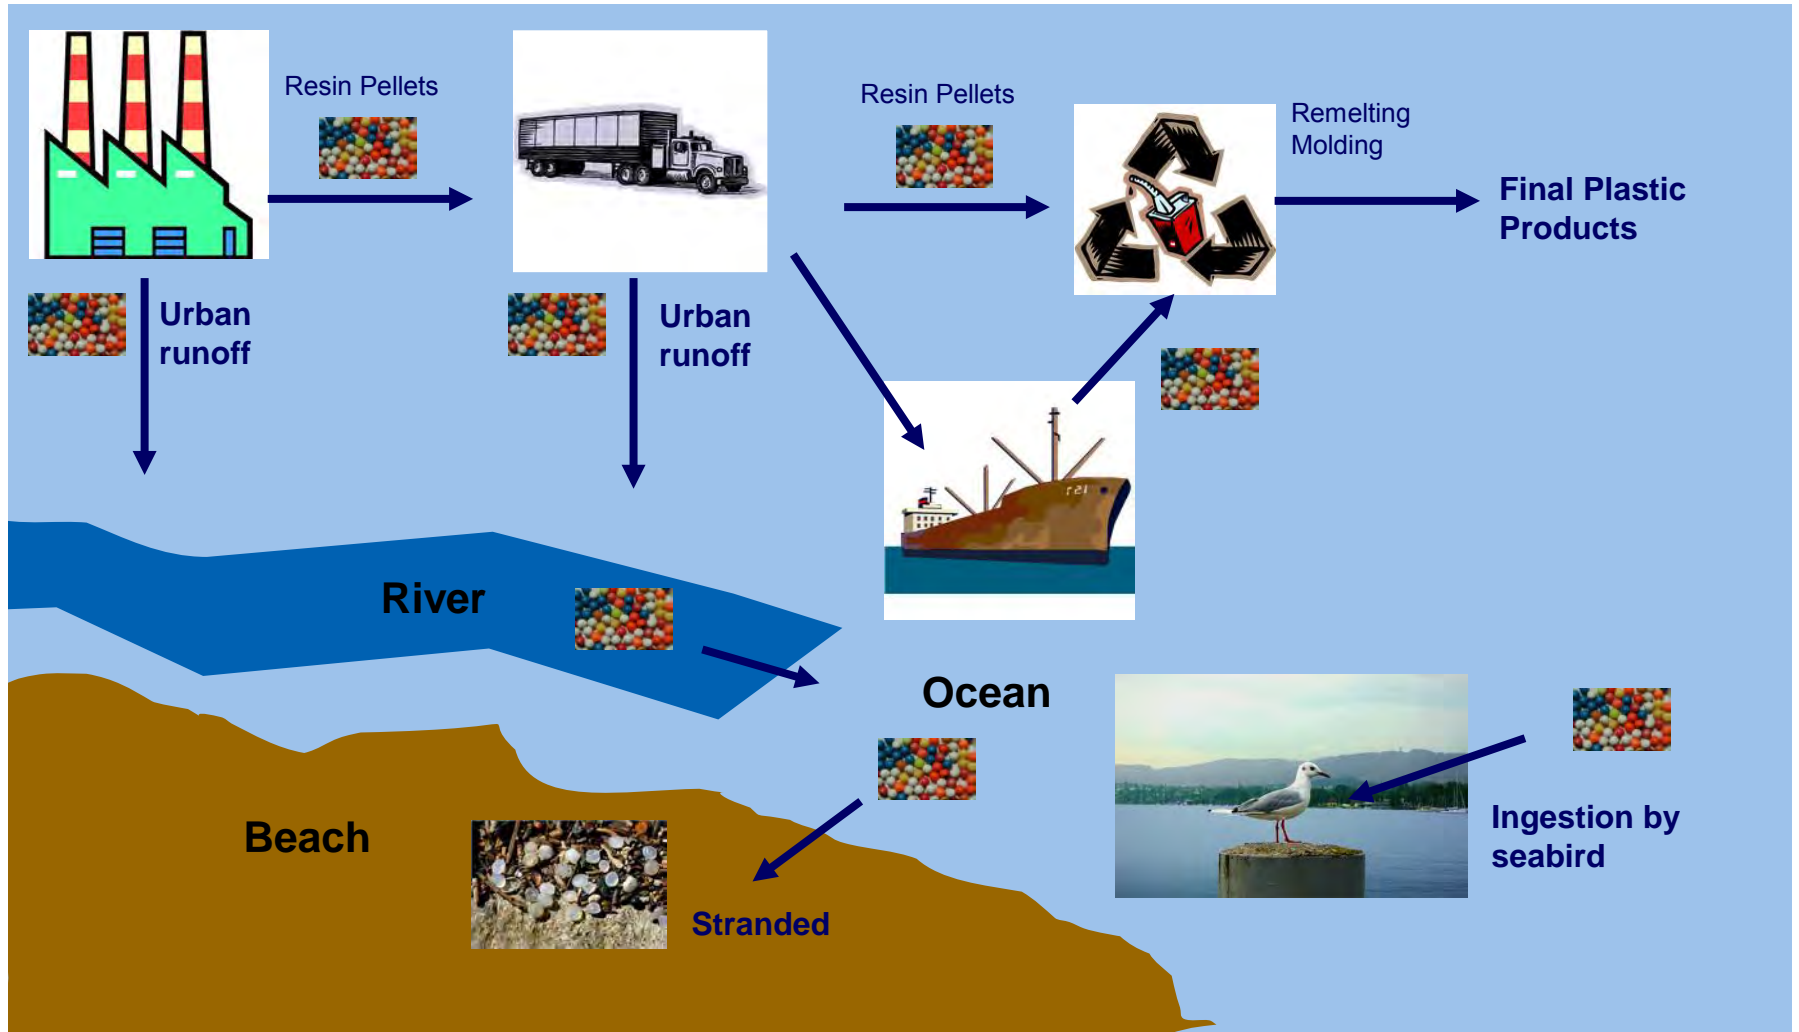 Resin Pellets
Resin Pellets
Remelting
Molding
Final Plastic
Products
Urban
runoff
Urban
runoff
River
Ocean
Beach
Stranded
Ingestion by
seabird